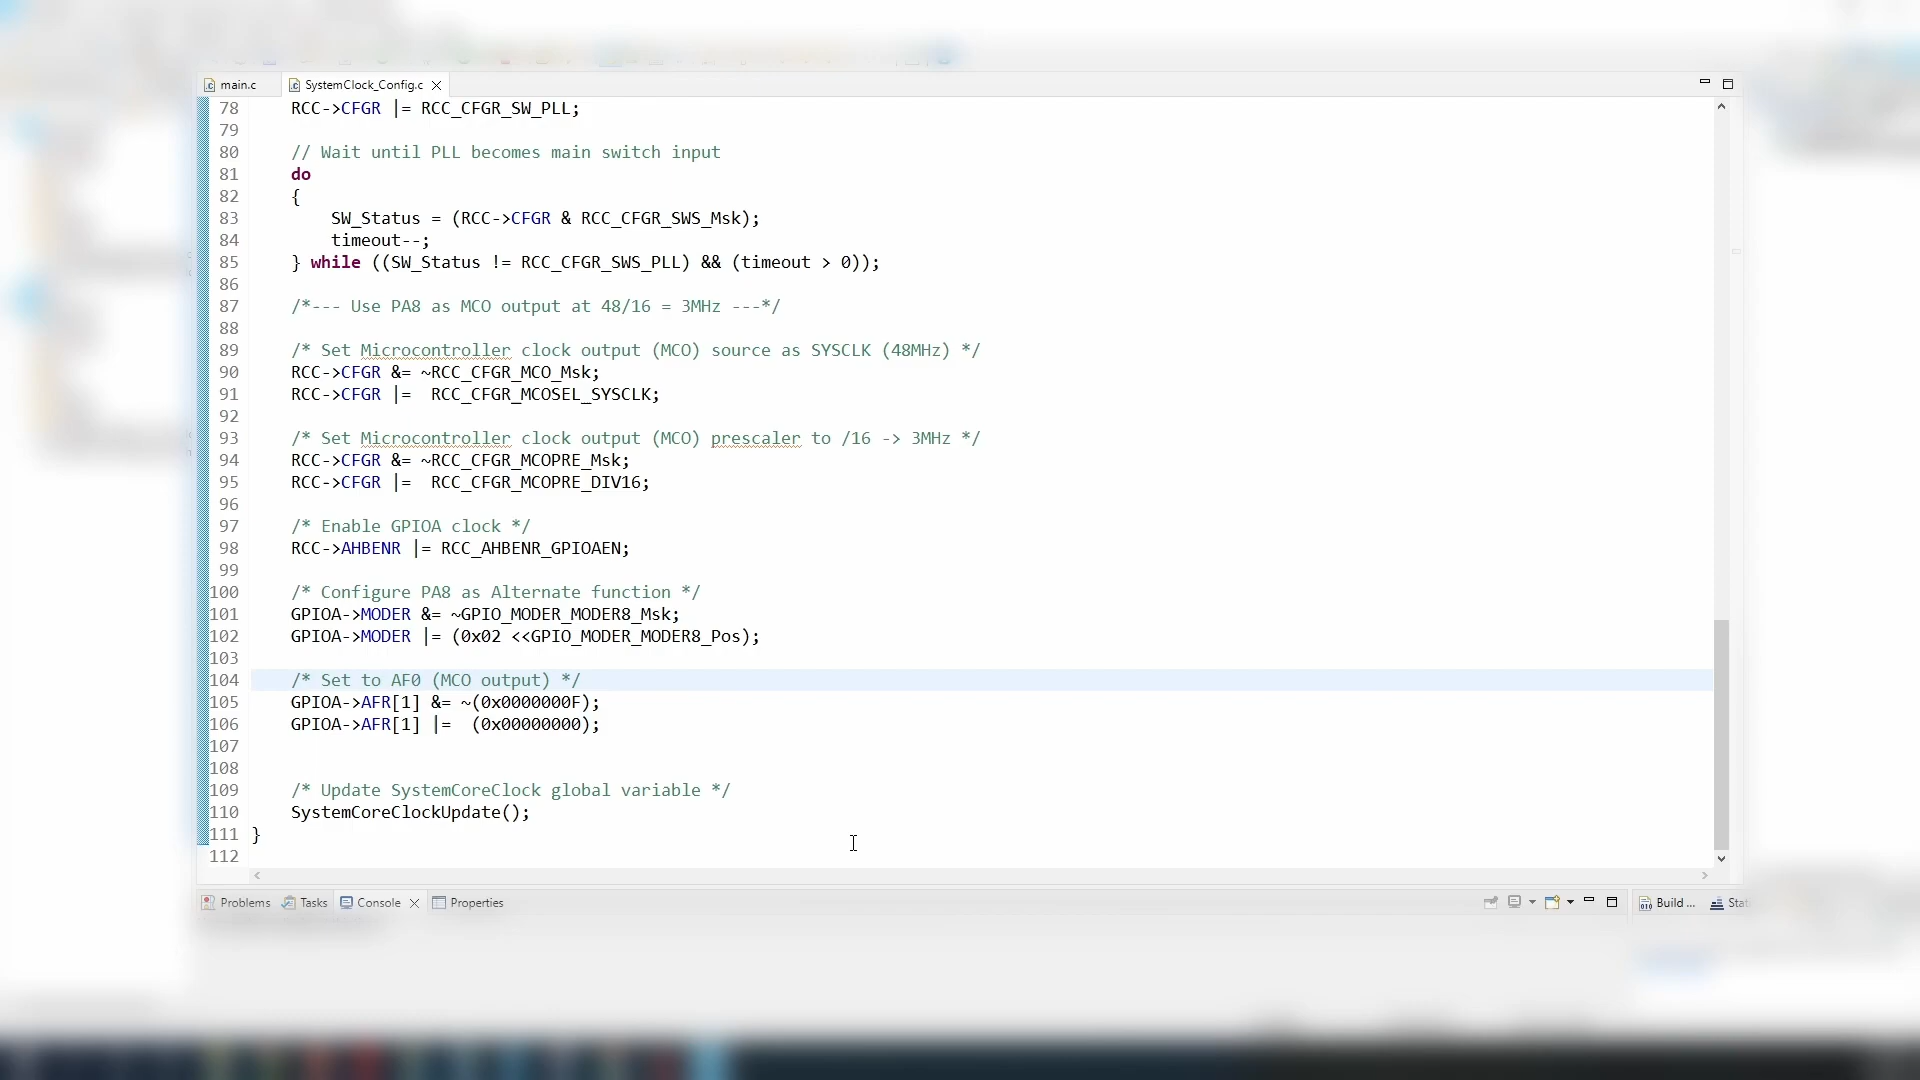 main.c
SystemClock_Config.c
78 RCC->CFGR |= RCC_CFGR_SW_PLL;
79
80 // Wait until PLL becomes main switch input
81 do
82 {
83 SW_Status = (RCC->CFGR & RCC_CFGR_SWS_Msk);
84 timeout--;
85 } while ((SW_Status != RCC_CFGR_SWS_PLL) && (timeout > 0));
86
87 /*--- Use PA8 as MCO output at 48/16 = 3MHz ---*/
88
89 /* Set Microcontroller clock output (MCO) source as SYSCLK (48MHz) */
90 RCC->CFGR &= ~RCC_CFGR_MCO_Msk;
91 RCC->CFGR |=  RCC_CFGR_MCOSEL_SYSCLK;
92
93 /* Set Microcontroller clock output (MCO) prescaler to /16 -> 3MHz */
94 RCC->CFGR &= ~RCC_CFGR_MCOPRE_Msk;
95 RCC->CFGR |=  RCC_CFGR_MCOPRE_DIV16;
96
97 /* Enable GPIOA clock */
98 RCC->AHBENR |= RCC_AHBENR_GPIOAEN;
99
100 /* Configure PA8 as Alternate function */
101 GPIOA->MODER &= ~GPIO_MODER_MODER8_Msk;
102 GPIOA->MODER |= (0x02 <<GPIO_MODER_MODER8_Pos);
103
104 /* Set to AF0 (MCO output) */
105 GPIOA->AFR[1] &= ~(0x0000000F);
106 GPIOA->AFR[1] |=  (0x00000000);
107
108
109 /* Update SystemCoreClock global variable */
110 SystemCoreClockUpdate();
111 }
112
Problems
Tasks
Console
Properties
Build ...